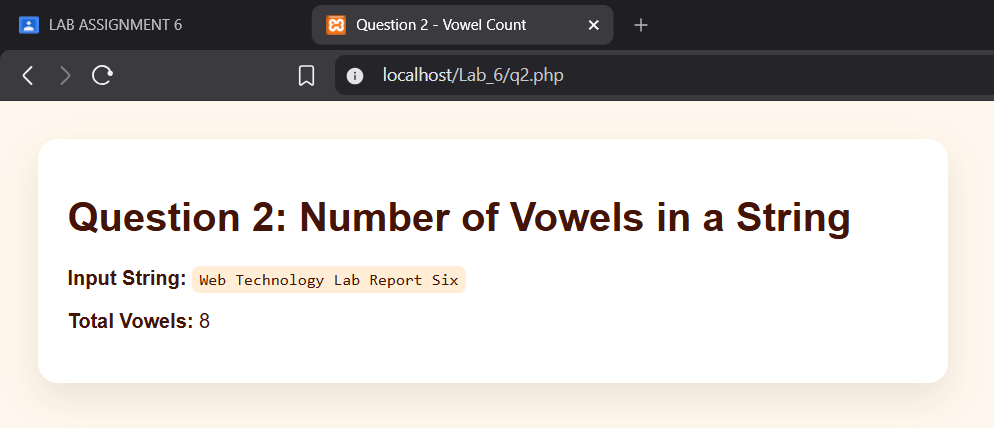 LAB ASSIGNMENT 6 Question 2 - Vowel Count
localhost/Lab_6/q2.php
Question 2: Number of Vowels in a String
Input String: Web Technology Lab Report Six
Total Vowels: 8